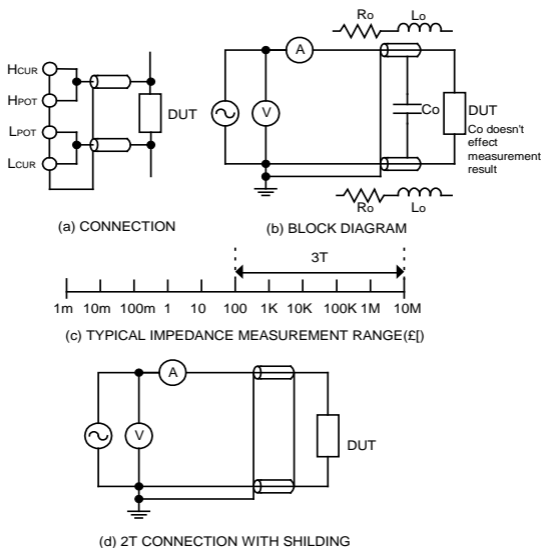 HCUR
HPOT
LPOT
LCUR
DUT
(a) CONNECTION
Ro
Lo
A
V
Co
DUT
Co doesn't
effect
measurement
result
Ro
Lo
(b) BLOCK DIAGRAM
3T
1m 10m 100m 1 10 100 1K 10K 100K 1M 10M
(c) TYPICAL IMPEDANCE MEASUREMENT RANGE(£[)
A
V
DUT
(d) 2T CONNECTION WITH SHILDING